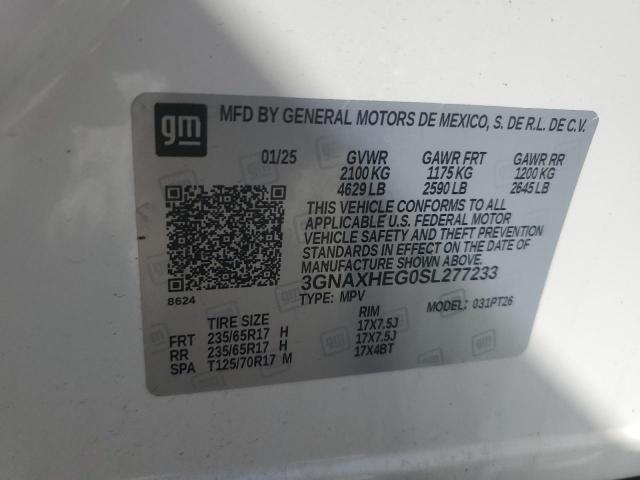 gm MFD BY GENERAL MOTORS DE MEXICO, S. DE R.L. DE C.V.
01/25 GVWR GAWR FRT GAWR RR
2100 KG 1175 KG 1200 KG
4629 LB 2590 LB 2645 LB
THIS VEHICLE CONFORMS TO ALL
APPLICABLE U.S. FEDERAL MOTOR
VEHICLE SAFETY AND THEFT PREVENTION
STANDARDS IN EFFECT ON THE DATE OF
MANUFACTURE SHOWN ABOVE.
3GNAXHEG0SL277233
8624
TYPE: MPV MODEL: 031PT26
TIRE SIZE RIM
FRT 235/65R17 H 17X7.5J
RR 235/65R17 H 17X7.5J
SPA T125/70R17 M 17X4BT